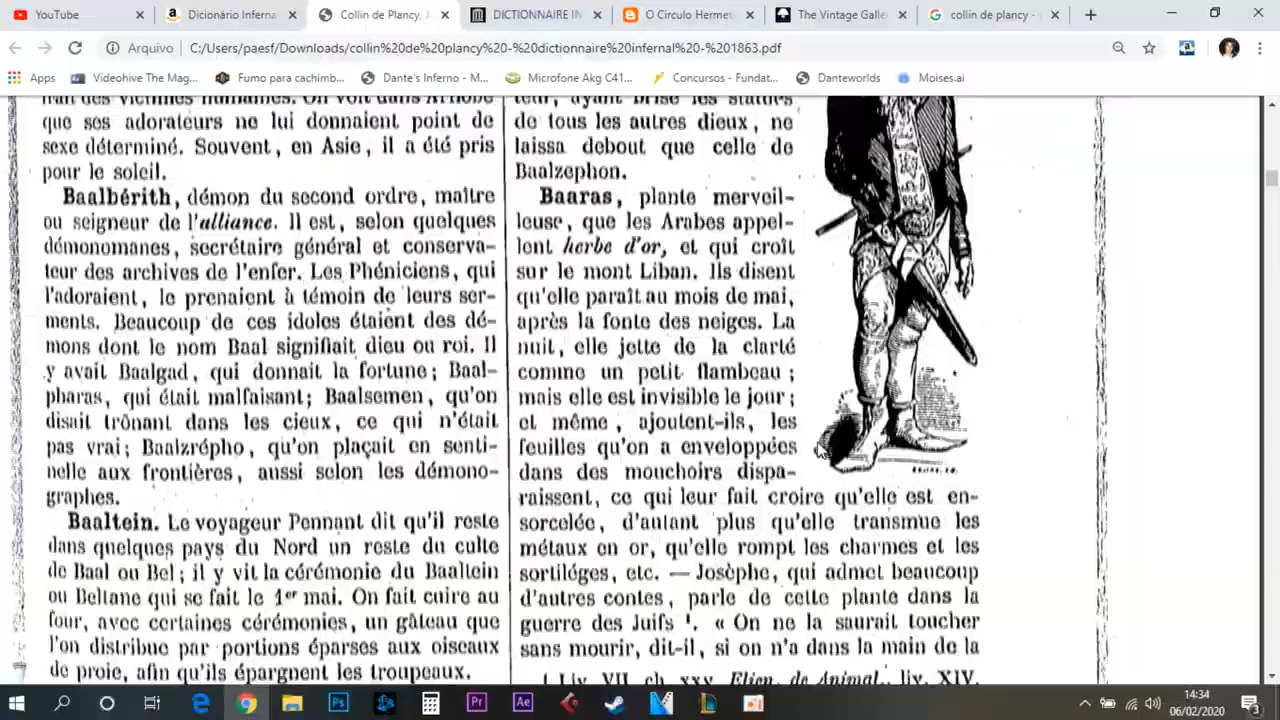 YouTube
Dicionário Inferna
Collin de Plancy, J
DICTIONNAIRE IN
O Circulo Hermet
The Vintage Galle
collin de plancy -
Arquivo
C:/Users/paesf/Downloads/collin%20de%20plancy%20-%20dictionnaire%20infernal%20-%201863.pdf
Apps
Videohive The Mag...
Fumo para cachimb...
Dante's Inferno - M...
Microfone Akg C41...
Concursos - Fundat...
Danteworlds
Moises.ai
des victimes humaines. On voit dans Arnobe
que ses adorateurs ne lui donnaient point de
sexe déterminé. Souvent, en Asie, il a été pris
pour le soleil.
Baalbérith, démon du second ordre, maître
ou seigneur de l'alliance. Il est, selon quelques
démonomanes, secrétaire général et conserva-
teur des archives de l'enfer. Les Phéniciens, qui
l'adoraient, le prenaient à témoin de leurs ser-
ments. Beaucoup de ces idoles étaient des dé-
mons dont le nom Baal signifiait dieu ou roi. Il
y avait Baalgad, qui donnait la fortune; Baal-
pharas, qui était malfaisant; Baalsemen, qu'on
disait trônant dans les cieux, ce qui n'était
pas vrai; Baalzrépho, qu'on plaçait en senti-
nelle aux frontières, aussi selon les démono-
graphes.
Baaltein. Le voyageur Pennant dit qu'il reste
dans quelques pays du Nord un reste du culte
de Baal ou Bel; il y vit la cérémonie du Baaltein
ou Beltane qui se fait le 1er mai. On fait cuire au
four, avec certaines cérémonies, un gâteau que
l'on distribue par portions éparses aux oiseaux
de proie, afin qu'ils épargnent les troupeaux.
teur, ayant brisé les statues
de tous les autres dieux, ne
laissa debout que celle de
Baalzephon.
Baaras, plante merveil-
leuse, que les Arabes appel-
lent herbe d'or, et qui croît
sur le mont Liban. Ils disent
qu'elle paraît au mois de mai,
après la fonte des neiges. La
nuit, elle jette de la clarté
comme un petit flambeau;
mais elle est invisible le jour;
et même, ajoutent-ils, les
feuilles qu'on a enveloppées
dans des mouchoirs dispa-
raissent, ce qui leur fait croire qu'elle est en-
sorcelée, d'autant plus qu'elle transmue les
métaux en or, qu'elle rompt les charmes et les
sortiléges, etc. — Josèphe, qui admet beaucoup
d'autres contes, parle de cette plante dans la
guerre des Juifs 1. « On ne la saurait toucher
sans mourir, dit-il, si on n'a dans la main de la
1 Liv. VII, ch. xxv. Elien, de Animal., liv. XIV,
14:34
06/02/2020
3